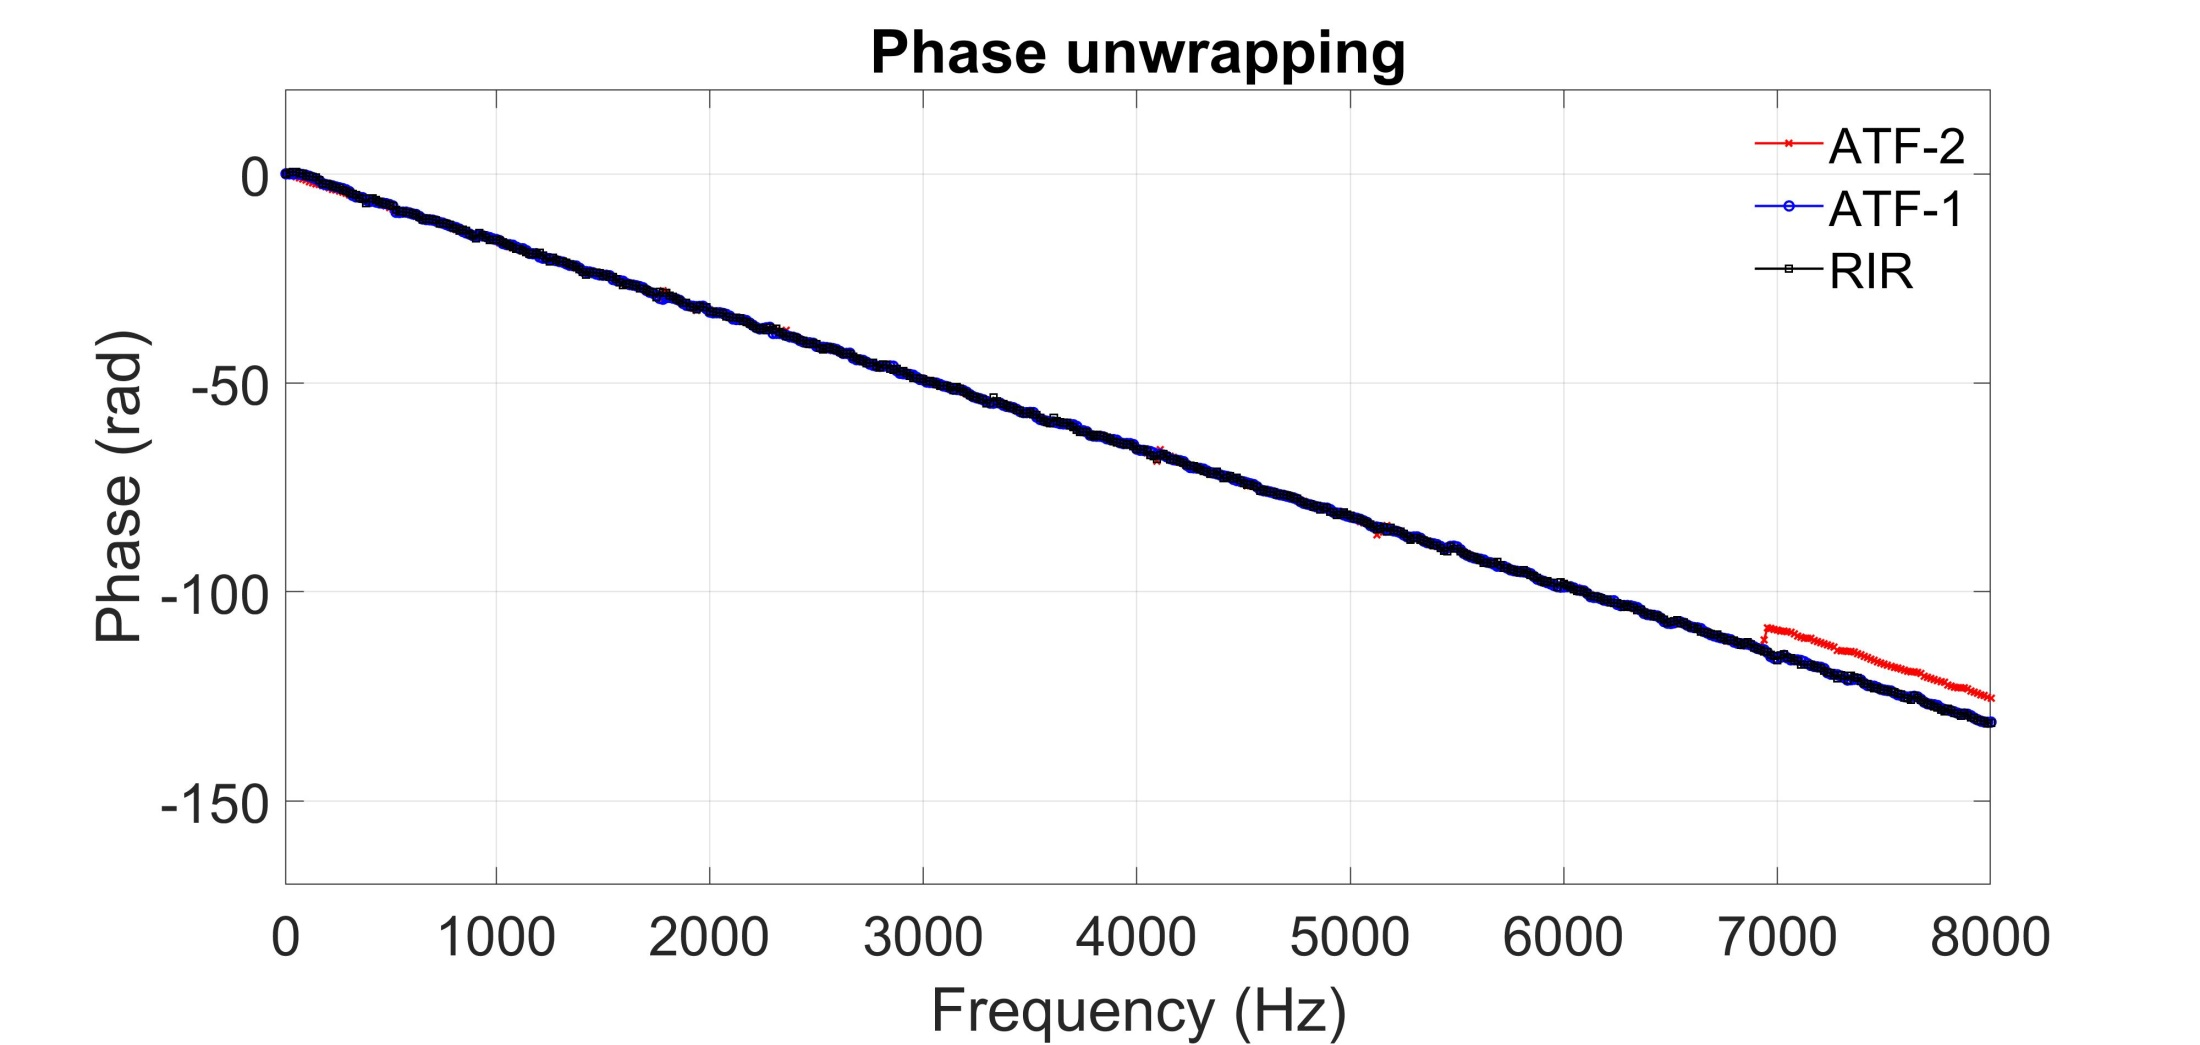 Phase unwrapping
ATF-2
ATF-1
RIR
0
-50
-100
-150
Phase (rad)
0 1000 2000 3000 4000 5000 6000 7000 8000
Frequency (Hz)